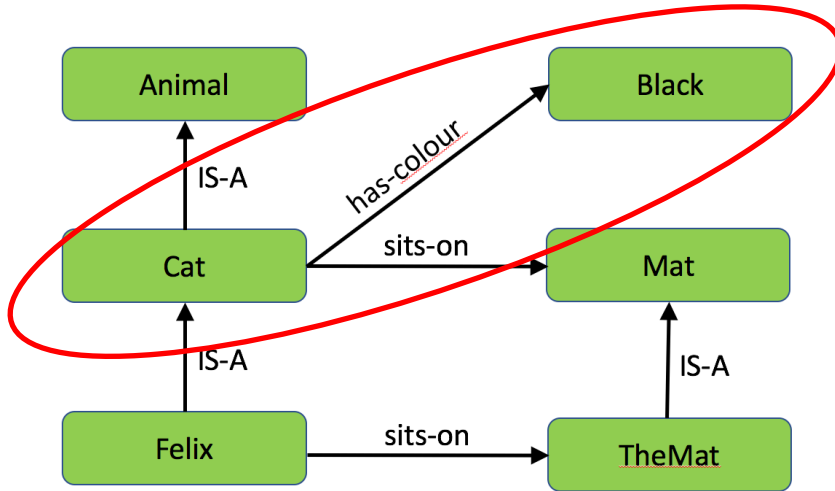 Animal
Black
IS-A
has-colour
Cat
sits-on
Mat
IS-A
IS-A
Felix
sits-on
TheMat